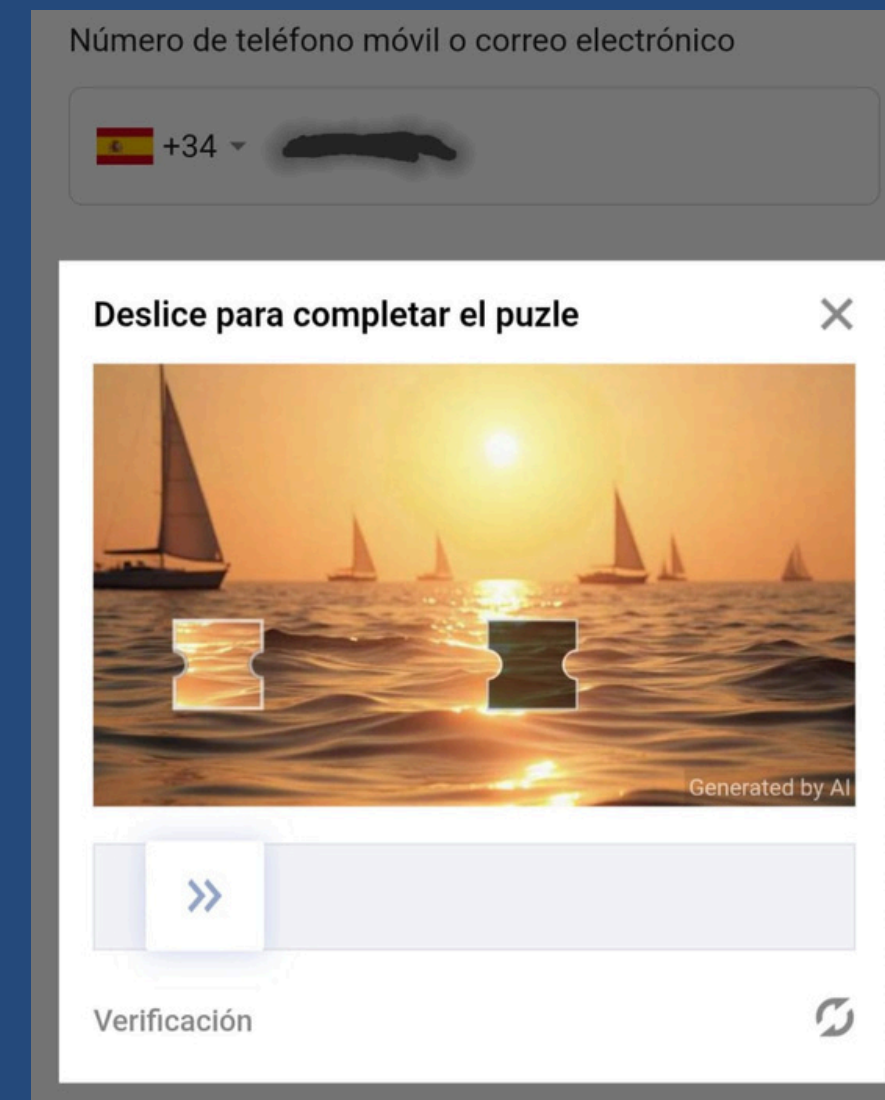 Número de teléfono móvil o correo electrónico
+34
Deslice para completar el puzle
Generated by AI
Verificación